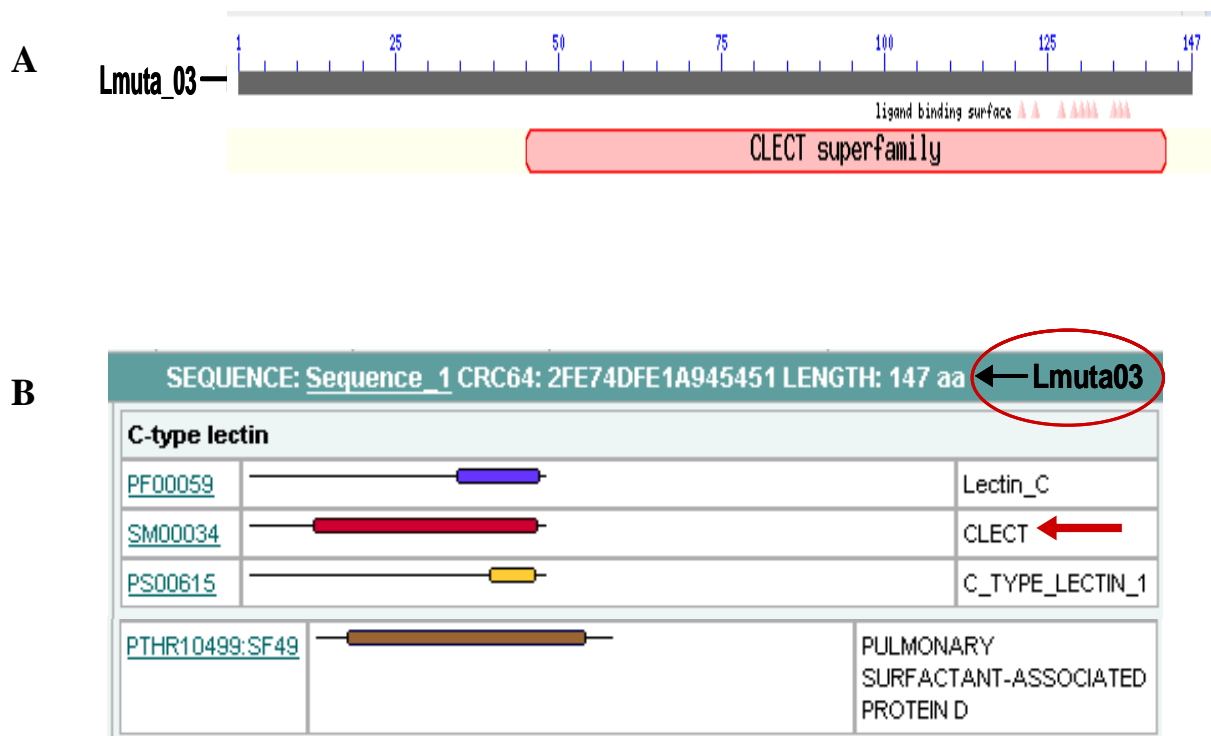 A
1 25 50 75 100 125 147
Lmuta_03
ligand binding surface
CLECT superfamily
B
SEQUENCE: Sequence_1 CRC64: 2FE74DFE1A945451 LENGTH: 147 aa Lmuta03
C-type lectin
PF00059 Lectin_C
SM00034 CLECT
PS00615 C_TYPE_LECTIN_1
PTHR10499:SF49 PULMONARY
SURFACTANT-ASSOCIATED
PROTEIN D